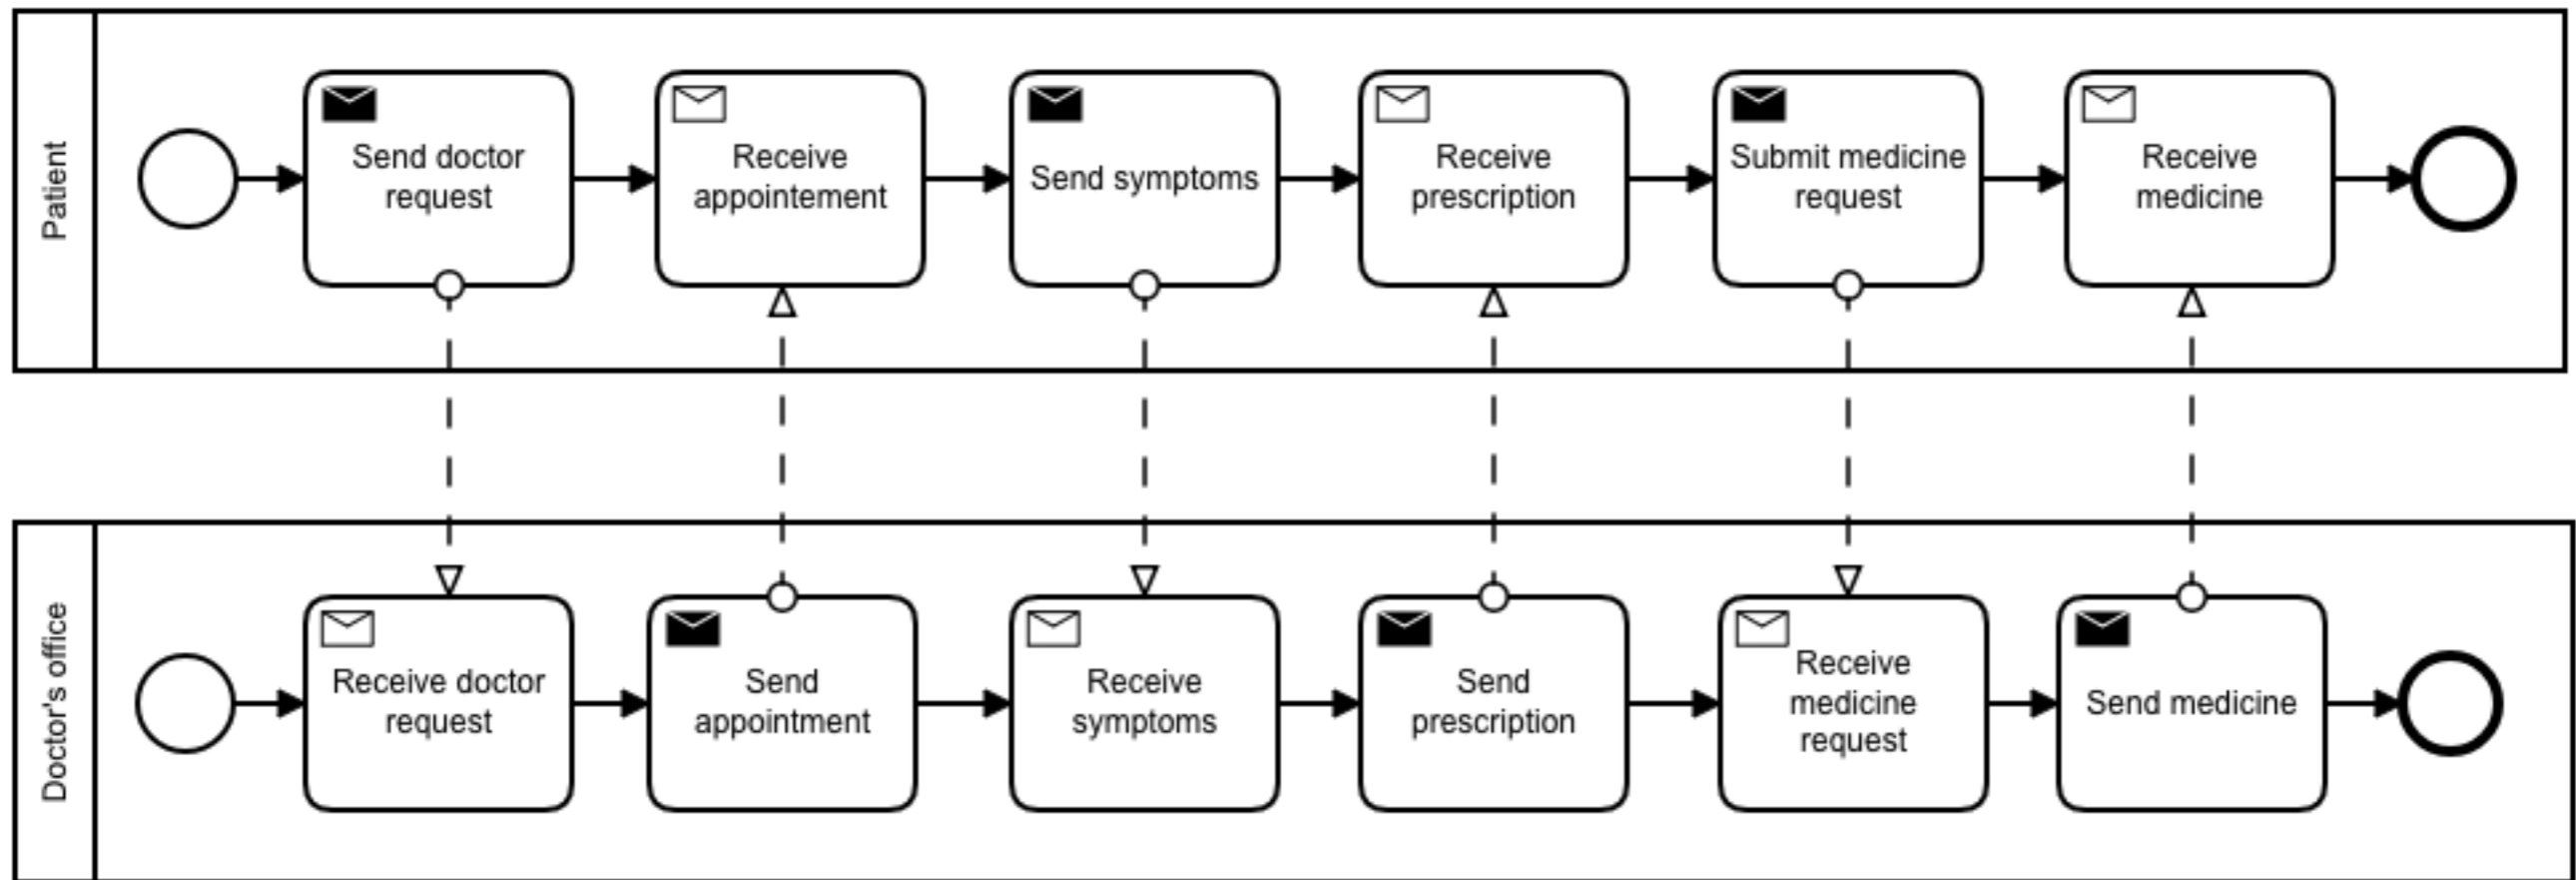 Patient
Send doctor
request
Receive
appointement
Send symptoms
Receive
prescription
Submit medicine
request
Receive
medicine
Doctor's office
Receive doctor
request
Send
appointment
Receive
symptoms
Send
prescription
Receive
medicine
request
Send medicine